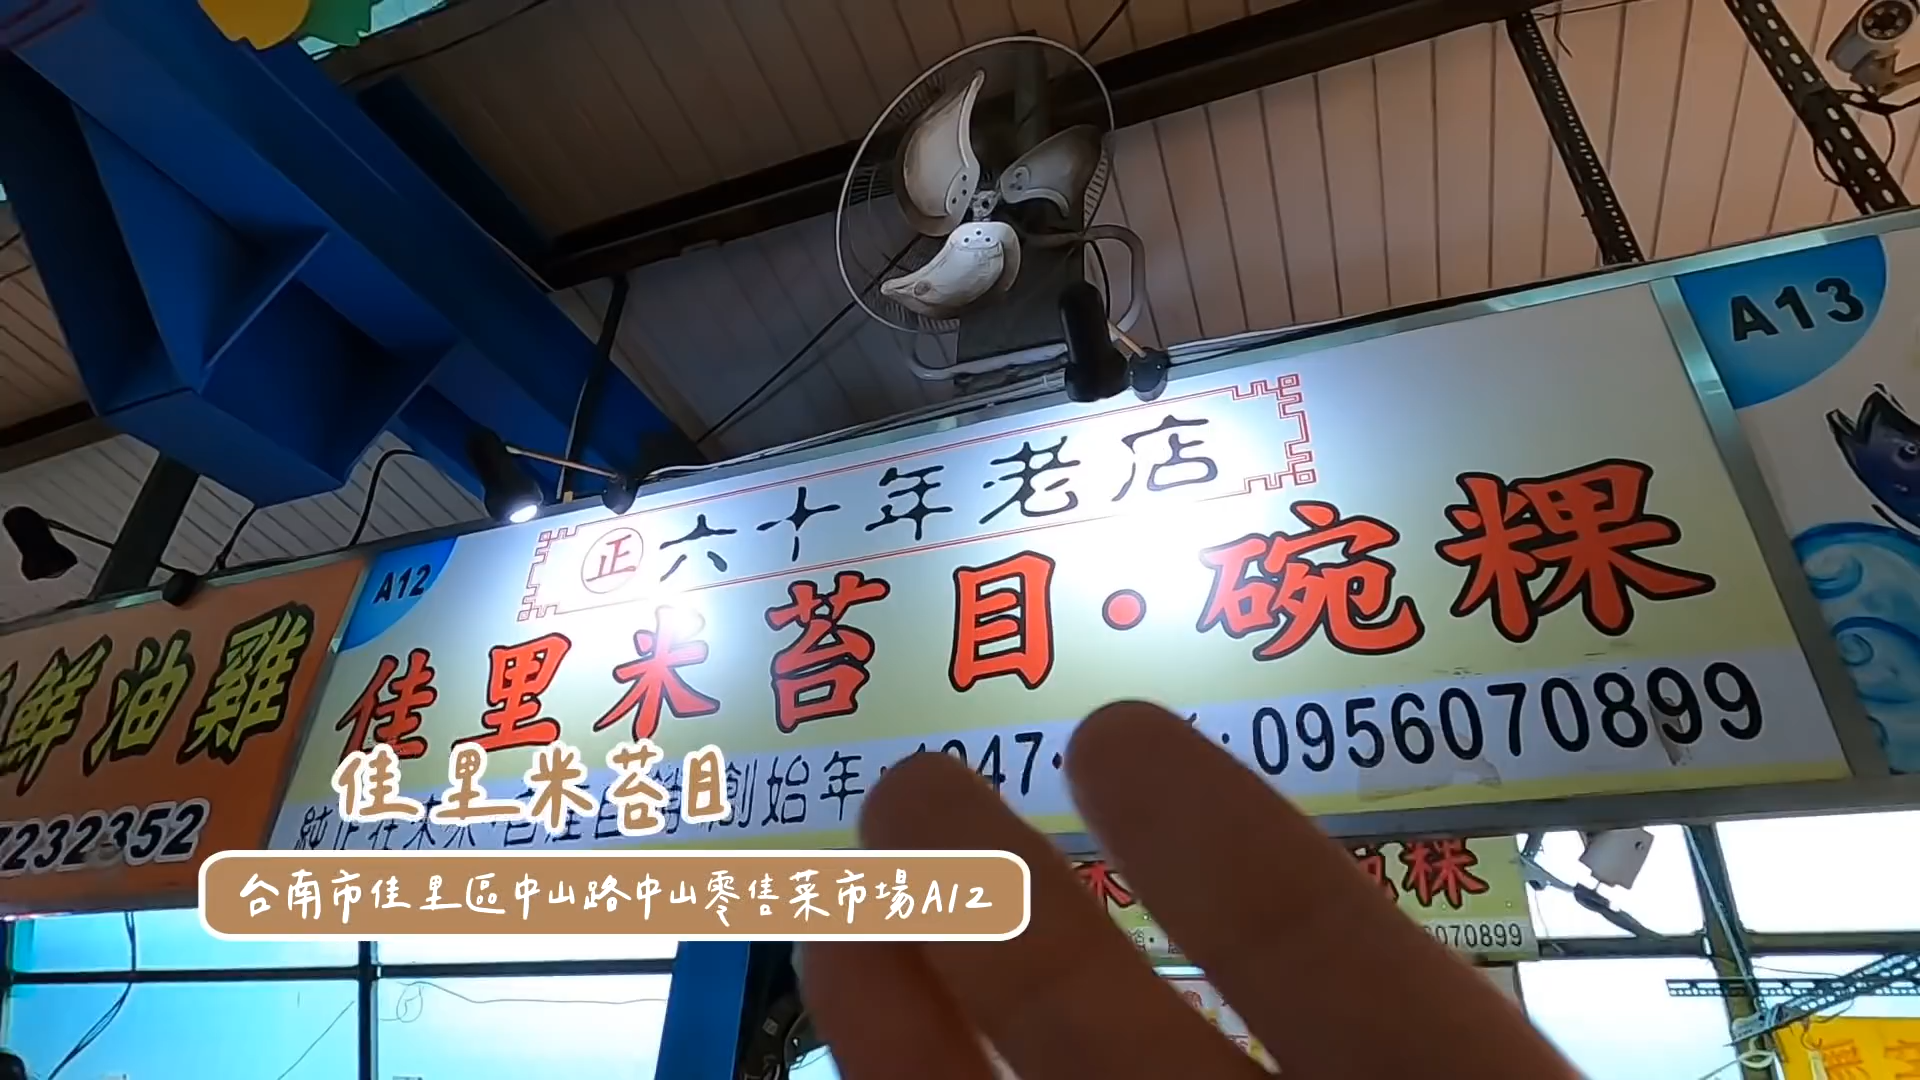 A13
正 六十年老店
A12
佳里米苔目·碗粿
鮮油雞
創始年
0956070899
232352
佳里米苔目
台南市佳里區中山路中山零售菜市場A12
粿
070899